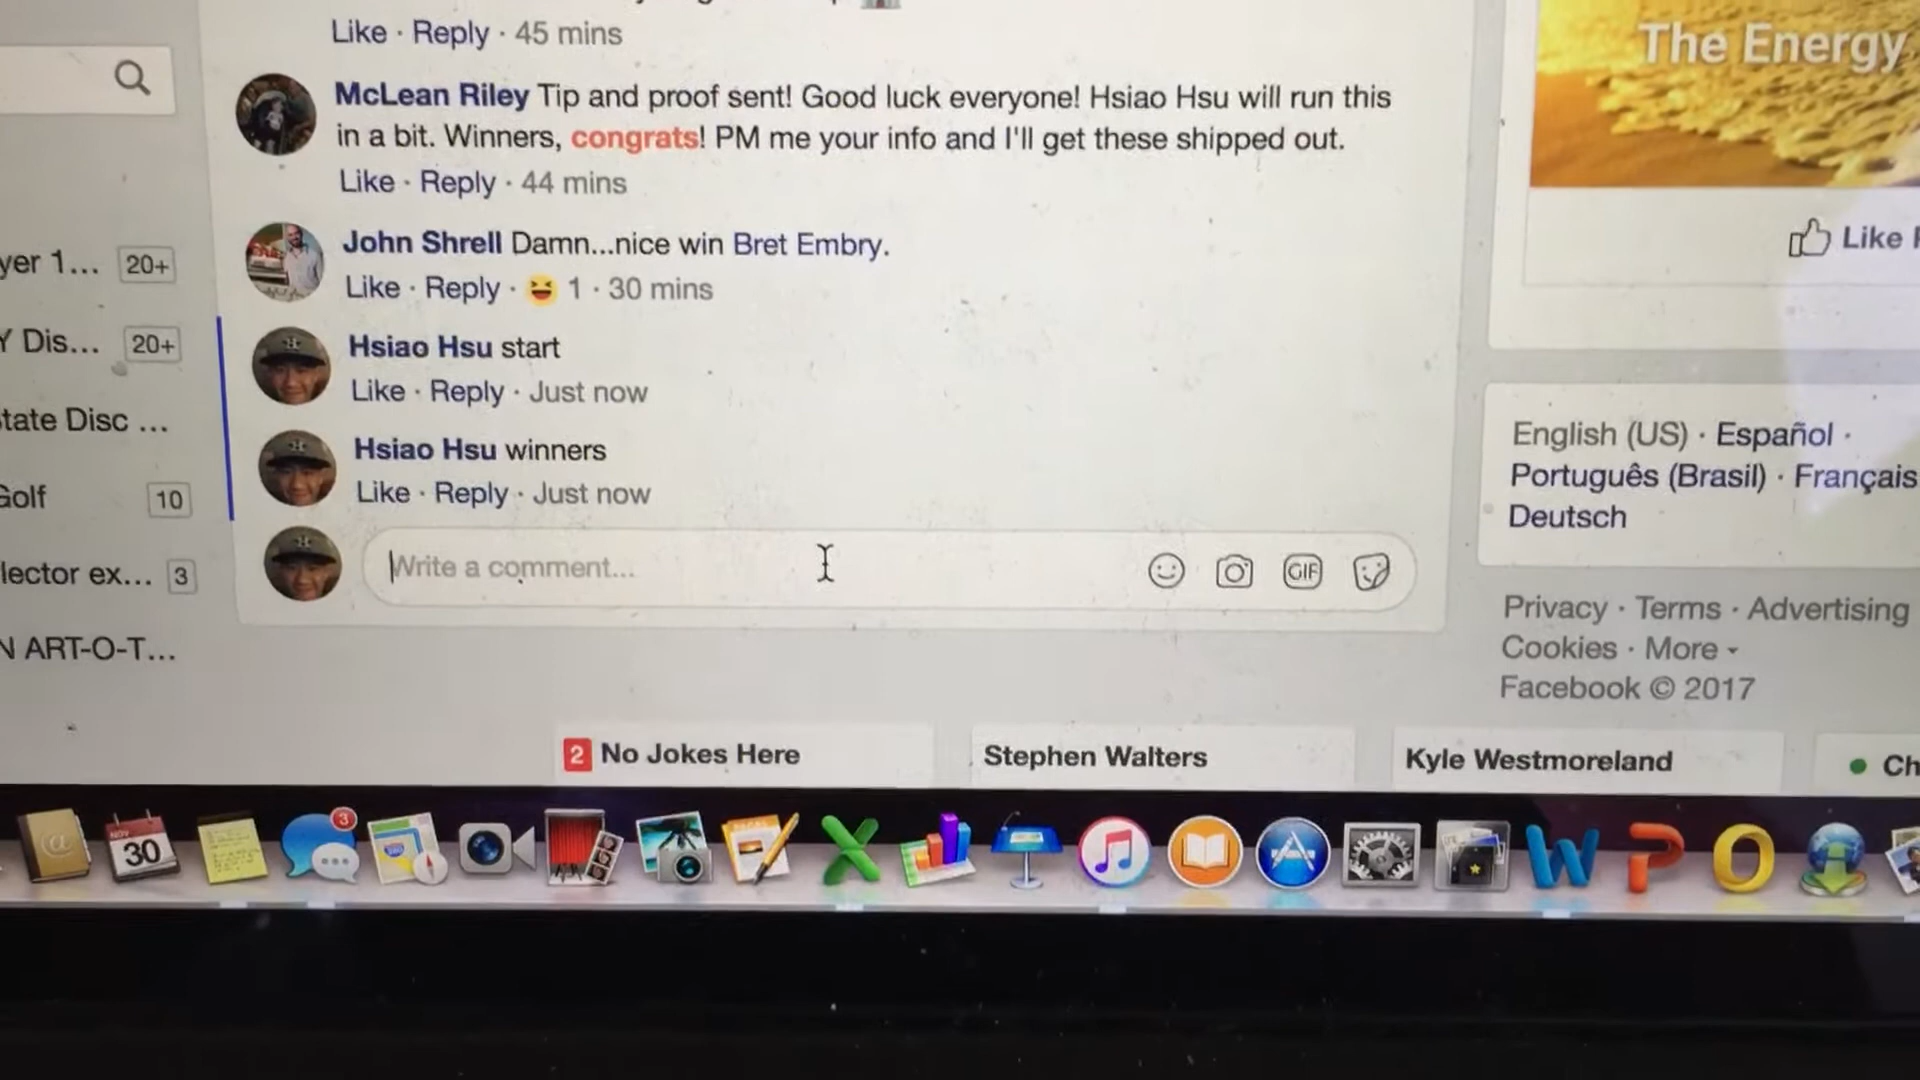 Like · Reply · 45 mins
McLean Riley Tip and proof sent! Good luck everyone! Hsiao Hsu will run this
in a bit. Winners, congrats! PM me your info and I'll get these shipped out.
Like · Reply · 44 mins
John Shrell Damn...nice win Bret Embry.
Like · Reply · 1 · 30 mins
Hsiao Hsu start
Like · Reply · Just now
Hsiao Hsu winners
Like · Reply · Just now
Write a comment...
GIF
yer 1... 20+
Y Dis... 20+
tate Disc ...
Golf 10
lector ex... 3
N ART-O-T...
The Energy
Like
English (US) · Español ·
Português (Brasil) · Français
Deutsch
Privacy · Terms · Advertising
Cookies · More
Facebook © 2017
2 No Jokes Here
Stephen Walters
Kyle Westmoreland
Ch
NOV
30
3